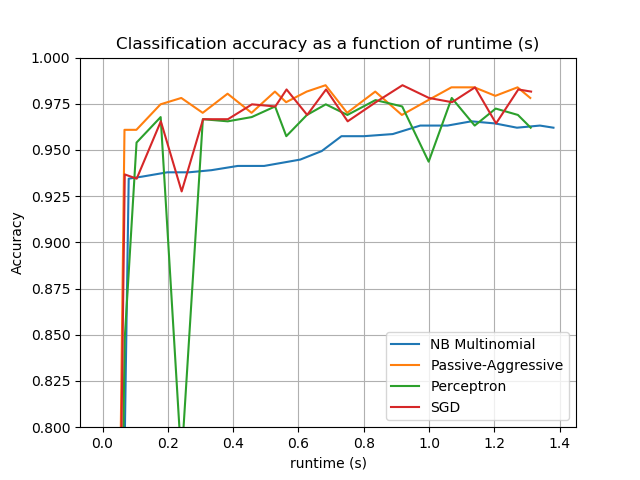 Classification accuracy as a function of runtime (s)
1.000
0.975
0.950
0.925
0.900
0.875
0.850
0.825
0.800
Accuracy
NB Multinomial
Passive-Aggressive
Perceptron
SGD
0.0 0.2 0.4 0.6 0.8 1.0 1.2 1.4
runtime (s)